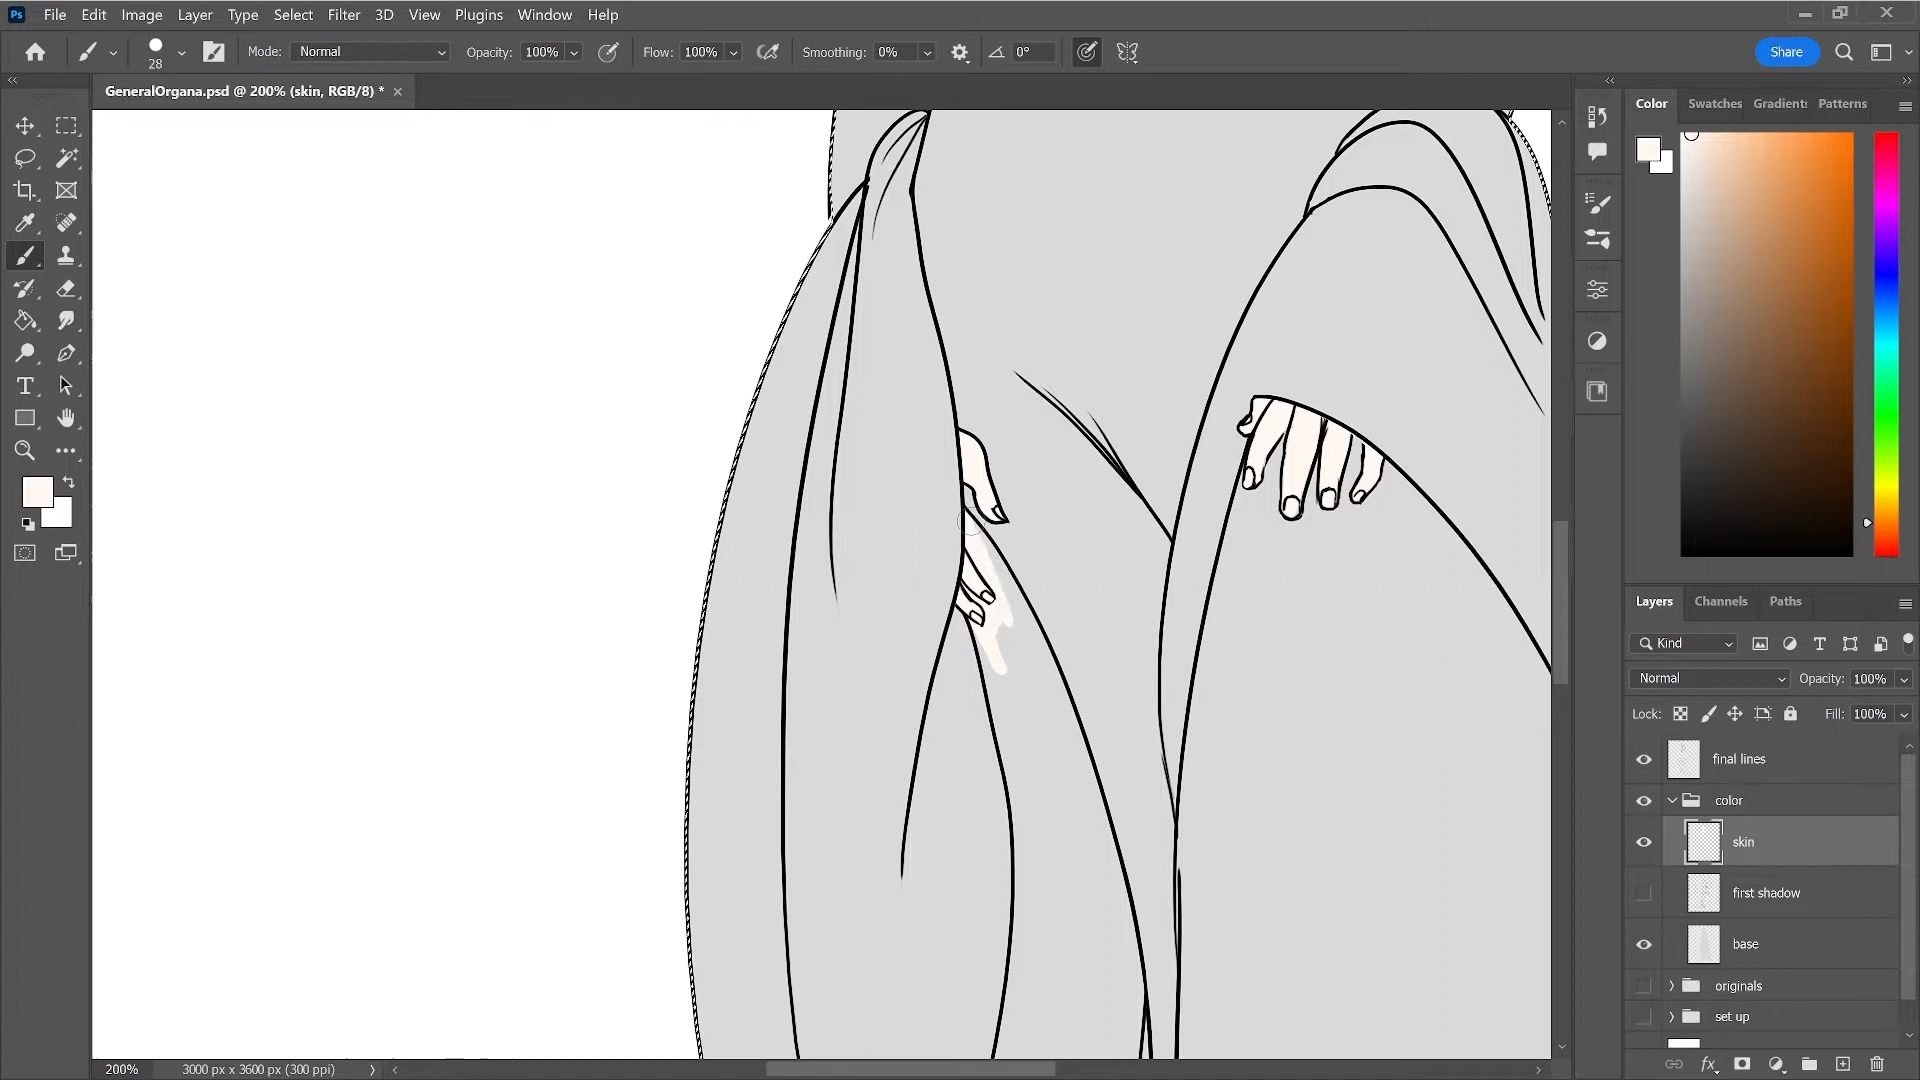 Ps File Edit Image Layer Type Select Filter 3D View Plugins Window Help
28 Mode: Normal Opacity: 100% Flow: 100% Smoothing: 0% 0° Share
GeneralOrgana.psd @ 200% (skin, RGB/8) *
Color Swatches Gradients Patterns
Layers Channels Paths
Kind
Normal Opacity: 100%
Lock: Fill: 100%
final lines
color
skin
first shadow
base
originals
set up
200% 3000 px x 3600 px (300 ppi)